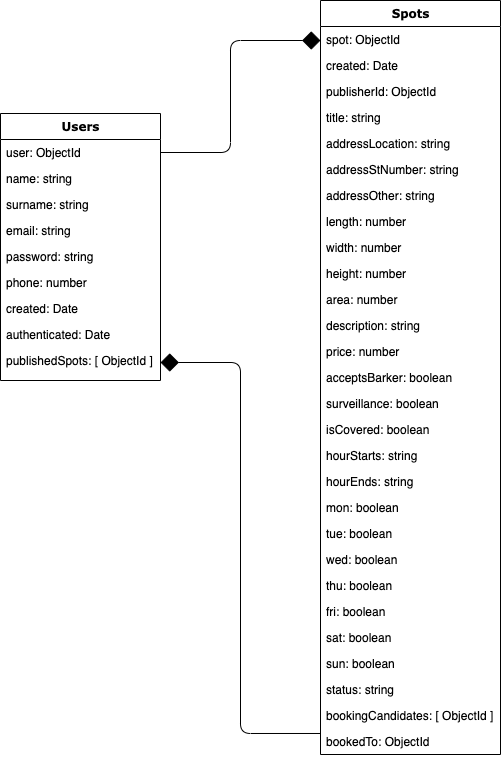 Spots
spot: ObjectId
created: Date
publisherId: ObjectId
title: string
addressLocation: string
addressStNumber: string
addressOther: string
length: number
width: number
height: number
area: number
description: string
price: number
acceptsBarker: boolean
surveillance: boolean
isCovered: boolean
hourStarts: string
hourEnds: string
mon: boolean
tue: boolean
wed: boolean
thu: boolean
fri: boolean
sat: boolean
sun: boolean
status: string
bookingCandidates: [ ObjectId ]
bookedTo: ObjectId
Users
user: ObjectId
name: string
surname: string
email: string
password: string
phone: number
created: Date
authenticated: Date
publishedSpots: [ ObjectId ]